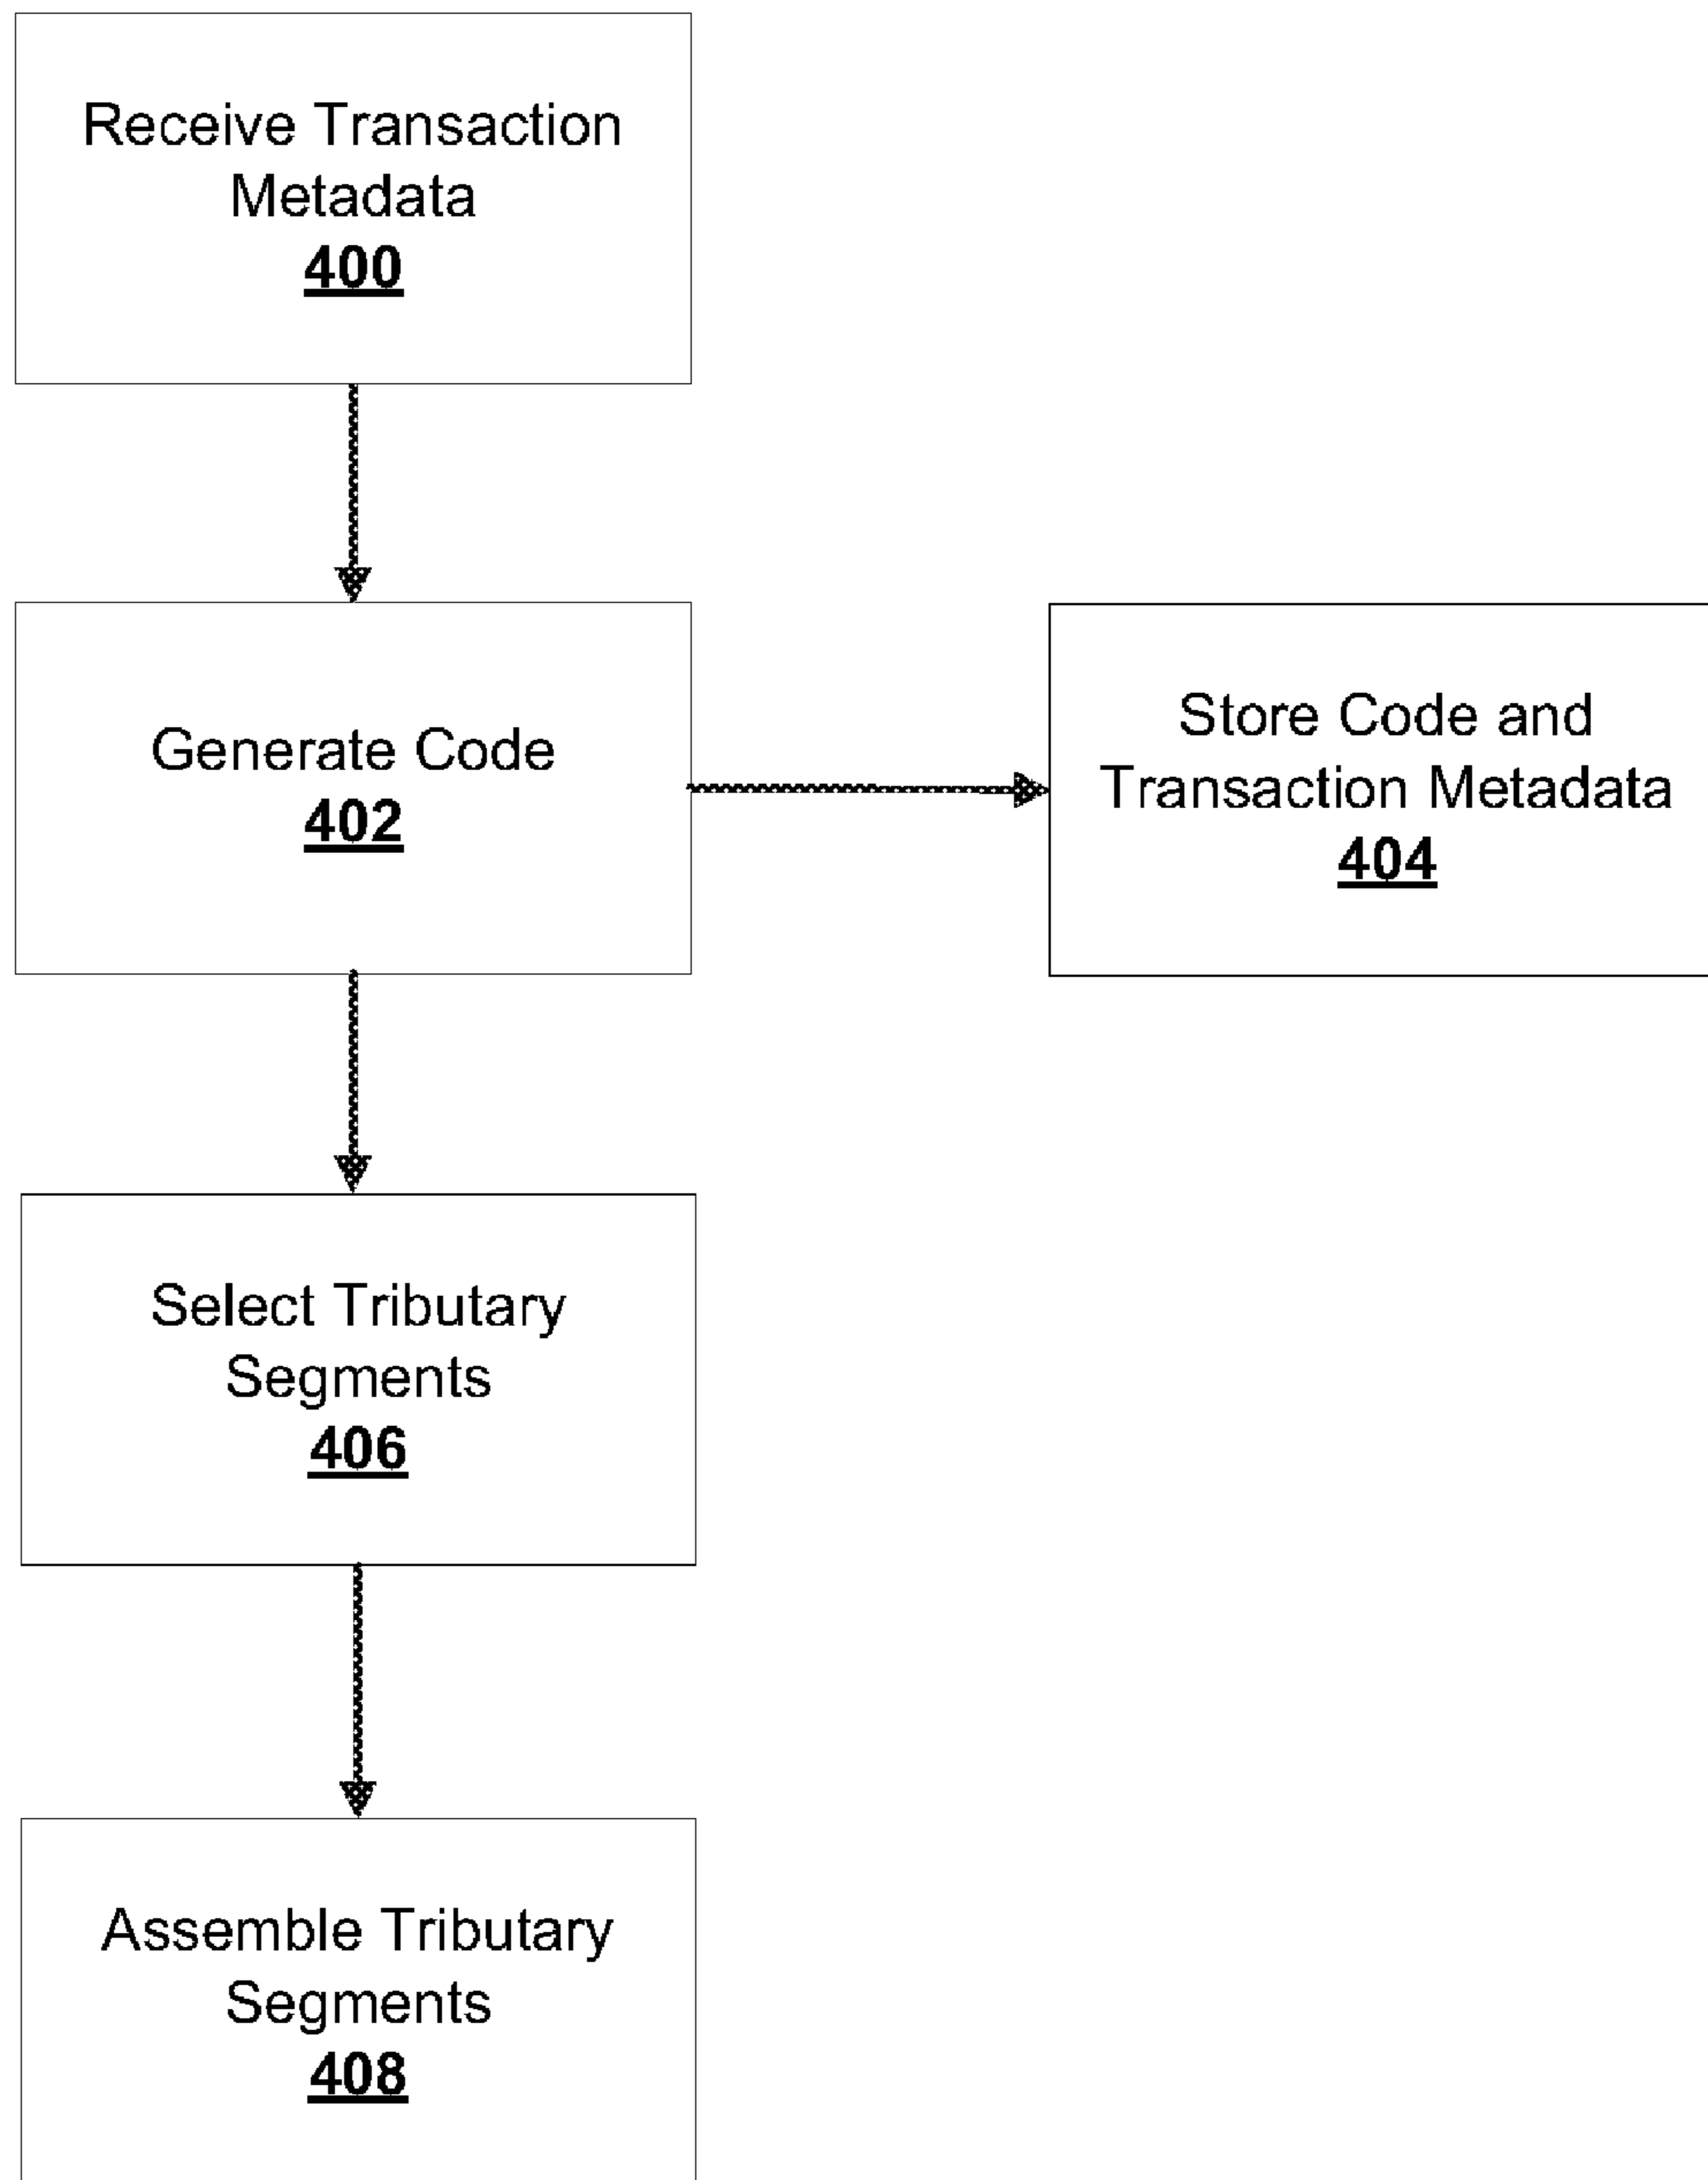 Receive Transaction
Metadata
400
Generate Code
402
Store Code and
Transaction Metadata
404
Select Tributary
Segments
406
Assemble Tributary
Segments
408